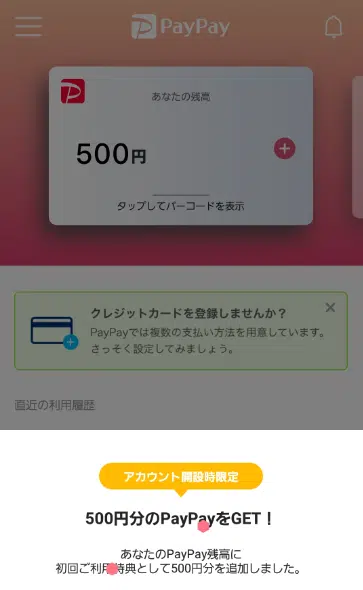 PayPay
あなたの残高
500円
タップしてバーコードを表示
クレジットカードを登録しませんか？
PayPayでは複数の支払い方法を用意しています。
さっそく設定してみましょう。
直近の利用履歴
アカウント開設時限定
500円分のPayPayをGET！
あなたのPayPay残高に
初回ご利用特典として500円分を追加しました。